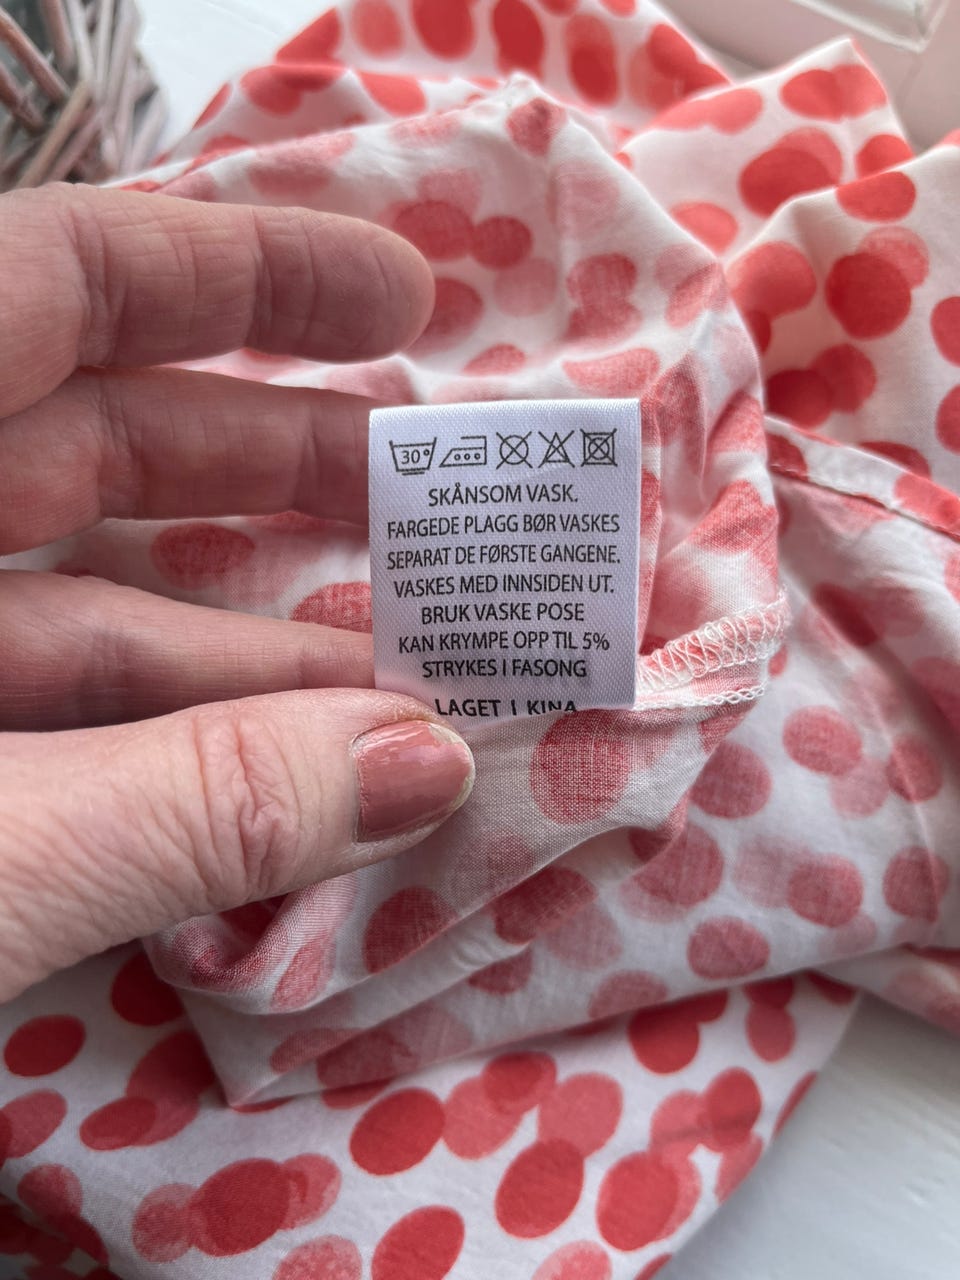 30°
SKÅNSOM VASK.
FARGEDE PLAGG BØR VASKES
SEPARAT DE FØRSTE GANGENE.
VASKES MED INNSIDEN UT.
BRUK VASKE POSE
KAN KRYMPE OPP TIL 5%
STRYKES I FASONG
LAGET I KINA